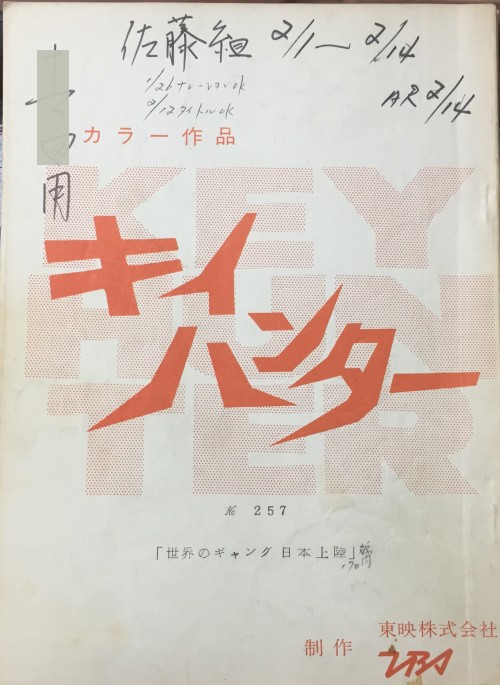 佐藤組 2/1〜2/14
1/26ナレーションok
2/12タイトルok
AR 2/14
用
カラー作品
KEY
HUN
TER
キイ
ハンター
№ 257
「世界のギャング 日本上陸」
制作 東映株式会社
TBS